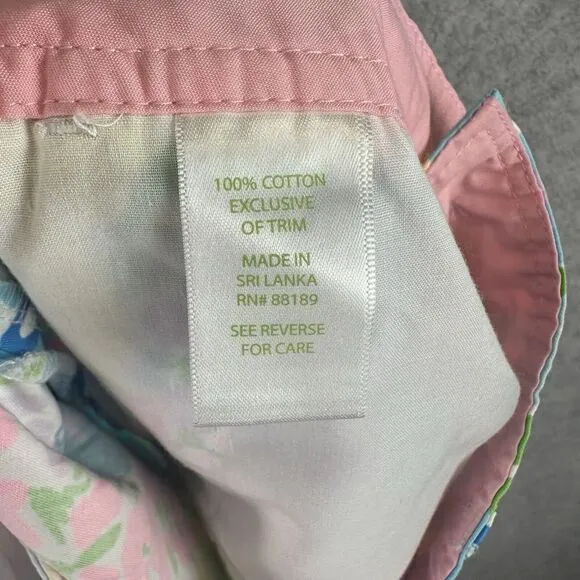 100% COTTON
EXCLUSIVE
OF TRIM
MADE IN
SRI LANKA
RN# 88189
SEE REVERSE
FOR CARE